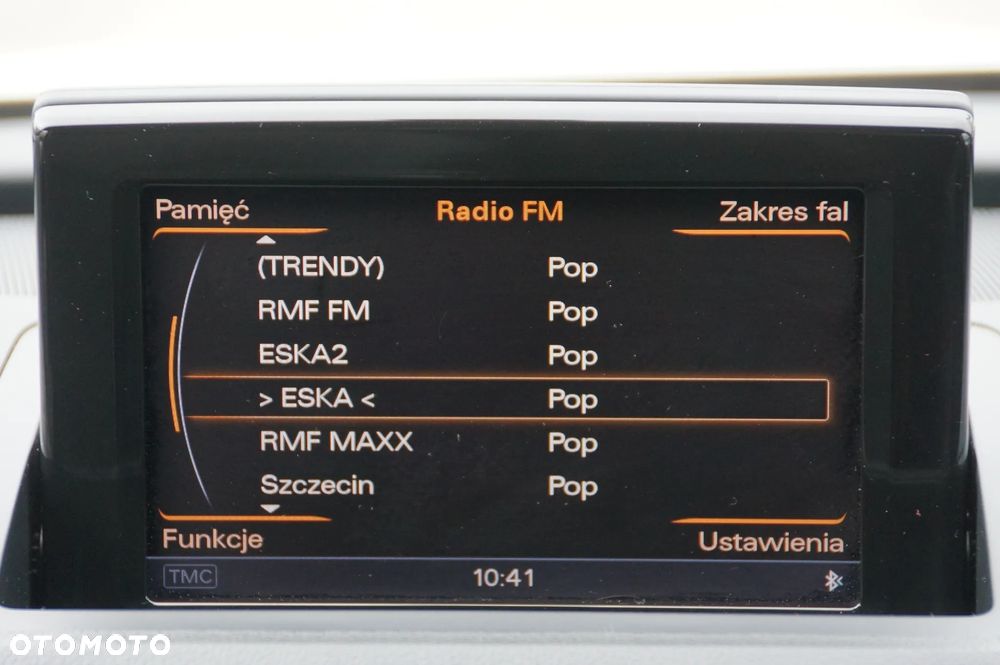 Pamięć Radio FM Zakres fal
(TRENDY) Pop
RMF FM Pop
ESKA2 Pop
> ESKA < Pop
RMF MAXX Pop
Szczecin Pop
Funkcje Ustawienia
TMC 10:41
OTOMOTO